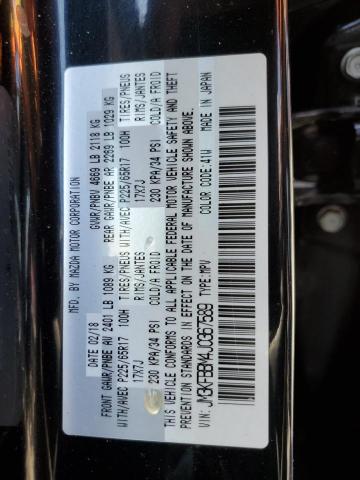 MFD. BY MAZDA MOTOR CORPORATION
DATE 02/18 GVWR/PNBV 4669 LB 2118 KG
FRONT GAWR/PNBE AV 2401 LB 1089 KG REAR GAWR/PNBE AR 2269 LB 1029 KG
WITH/AVEC P225/65R17 100H TIRES/PNEUS WITH/AVEC P225/65R17 100H TIRES/PNEUS
17X7J RIMS/JANTES 17X7J RIMS/JANTES
230 KPA/34 PSI COLD/A FROID 230 KPA/34 PSI COLD/A FROID
THIS VEHICLE CONFORMS TO ALL APPLICABLE FEDERAL MOTOR VEHICLE SAFETY AND THEFT
PREVENTION STANDARDS IN EFFECT ON THE DATE OF MANUFACTURE SHOWN ABOVE.
VIN: TYPE: MPV COLOR CODE: 41W MADE IN JAPAN